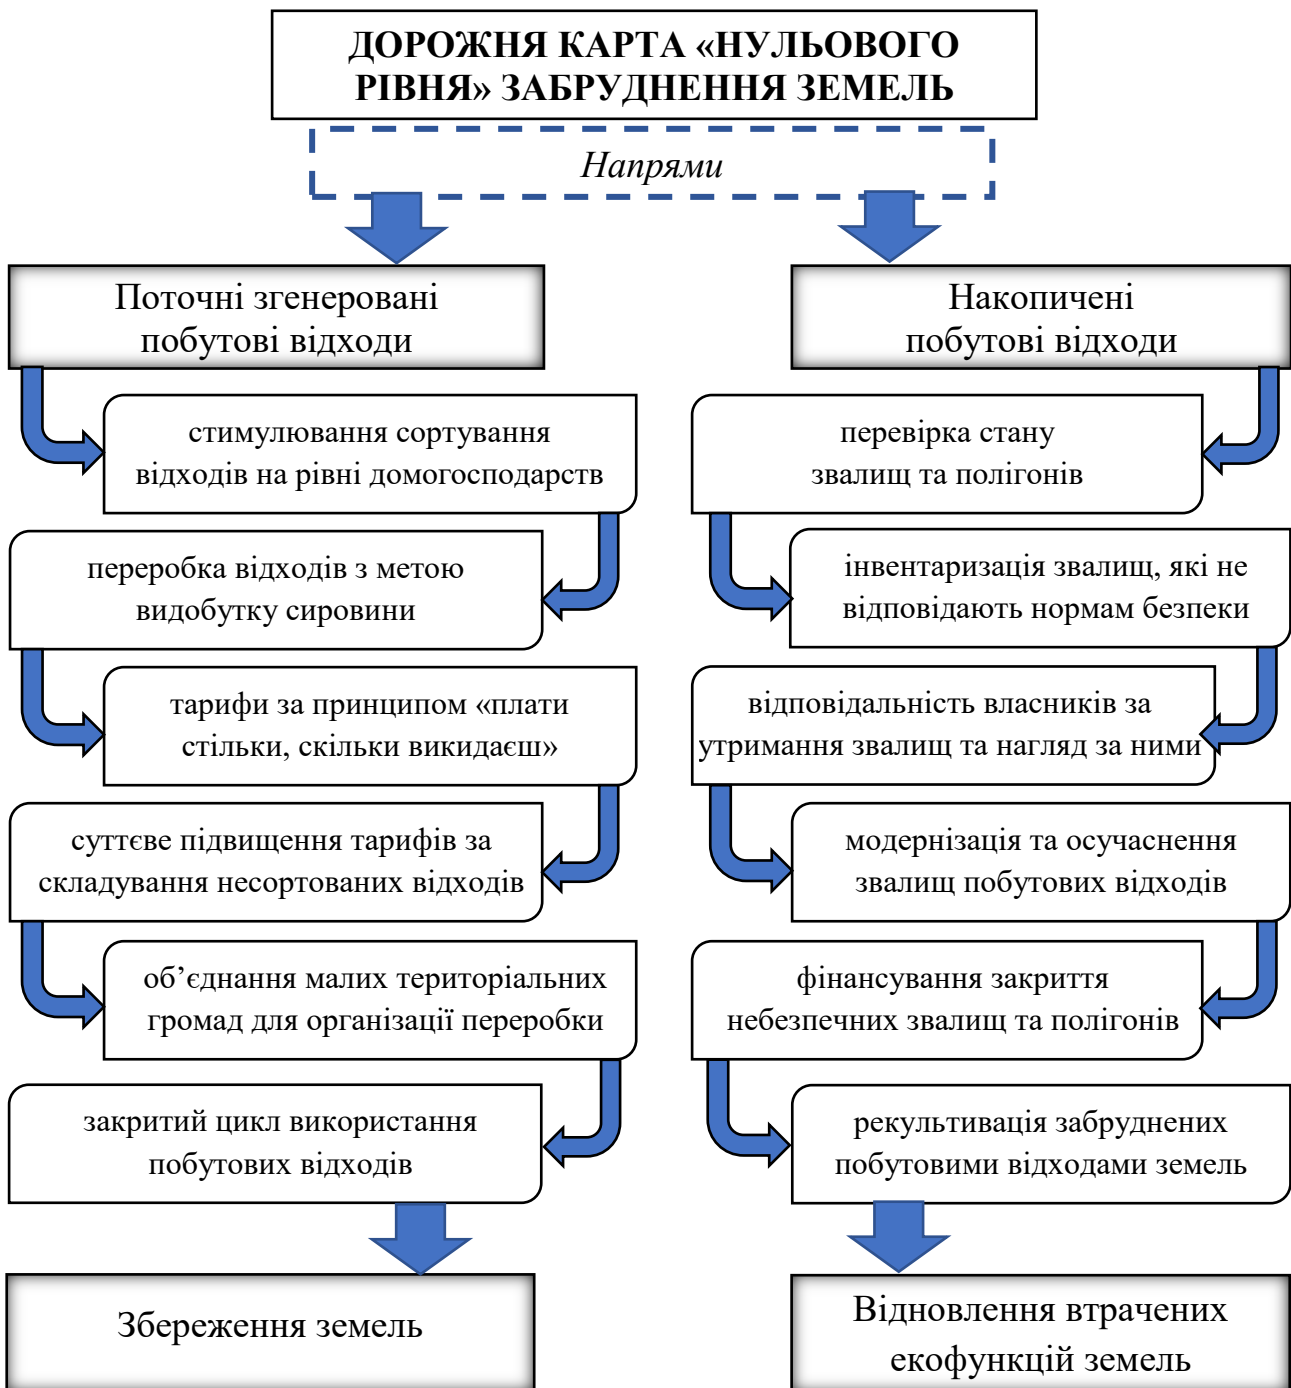 ДОРОЖНЯ КАРТА «НУЛЬОВОГО
РІВНЯ» ЗАБРУДНЕННЯ ЗЕМЕЛЬ
Напрями
Поточні згенеровані
побутові відходи
стимулювання сортування
відходів на рівні домогосподарств
переробка відходів з метою
видобутку сировини
тарифи за принципом «плати
стільки, скільки викидаєш»
суттєве підвищення тарифів за
складування несортованих відходів
об’єднання малих територіальних
громад для організації переробки
закритий цикл використання
побутових відходів
Збереження земель
Накопичені
побутові відходи
перевірка стану
звалищ та полігонів
інвентаризація звалищ, які не
відповідають нормам безпеки
відповідальність власників за
утримання звалищ та нагляд за ними
модернізація та осучаснення
звалищ побутових відходів
фінансування закриття
небезпечних звалищ та полігонів
рекультивація забруднених
побутовими відходами земель
Відновлення втрачених
екофункцій земель